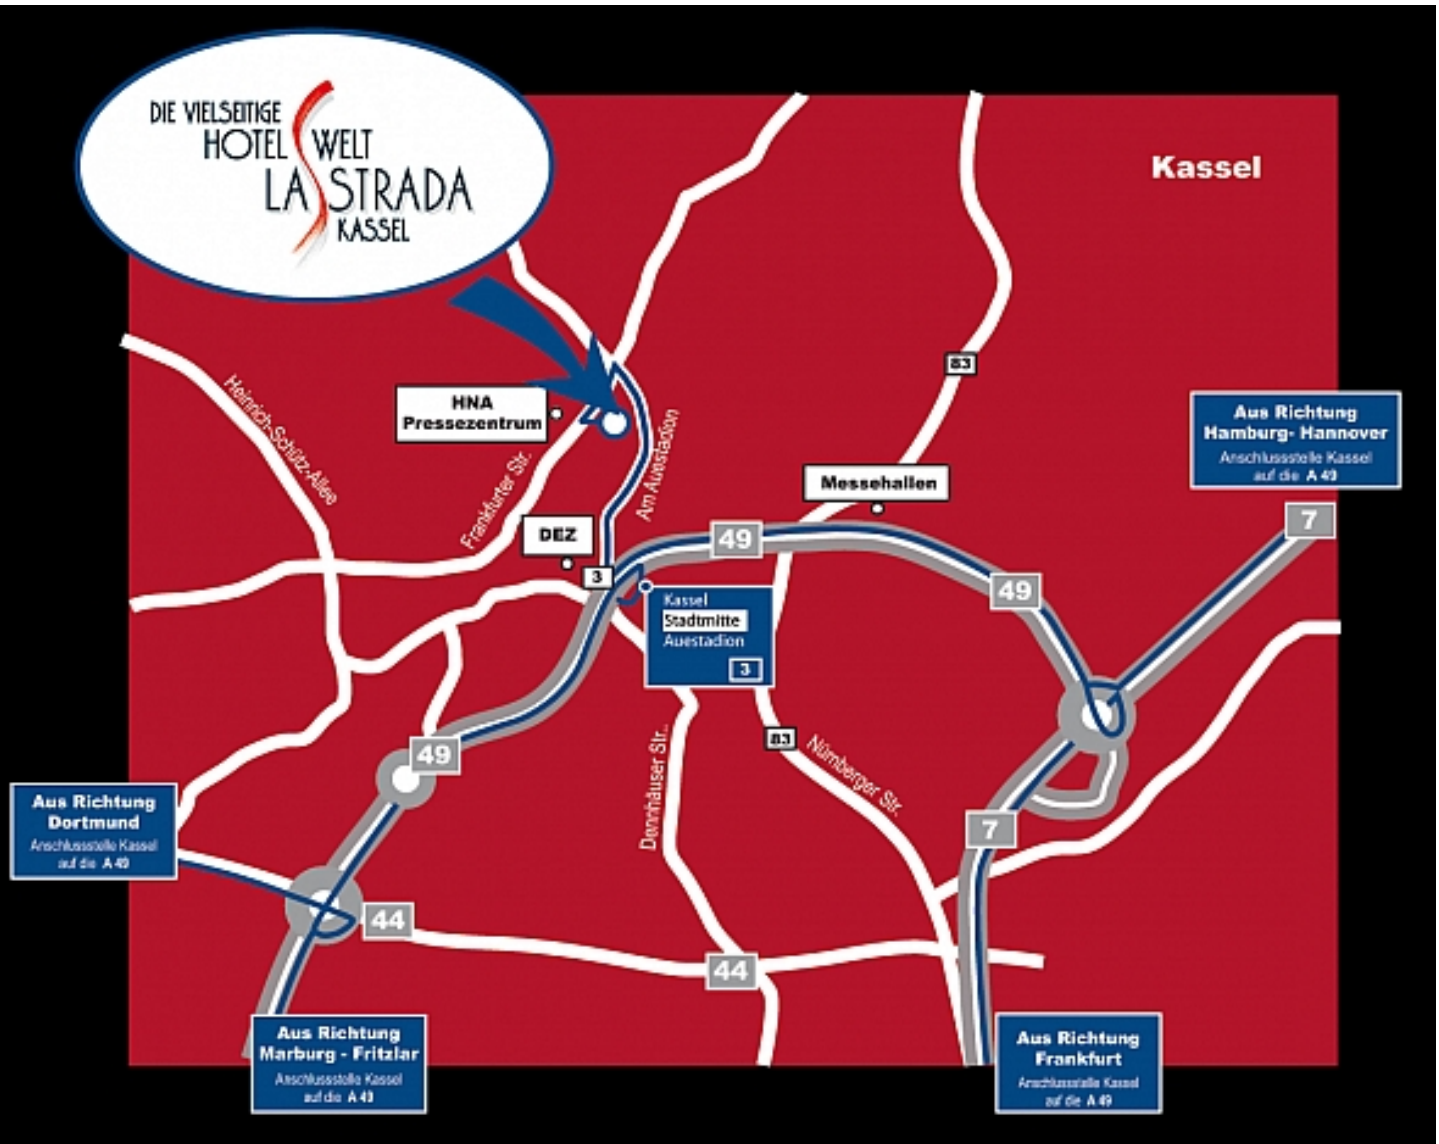 DIE VIELSEITIGE
HOTEL WELT
LA STRADA
KASSEL
Kassel
83
HNA
Pressezentrum
Heinrich-Schütz-Allee
Frankfurter Str.
Am Auestadion
Aus Richtung
Hamburg- Hannover
Anschlussstelle Kassel
auf die A 49
Messehallen
7
DEZ
49
3
49
Kassel
Stadtmitte
Auestadion
3
83
Nürnberger Str.
Dennhäuser Str..
49
Aus Richtung
Dortmund
Anschlussstelle Kassel
auf die A 49
7
44
44
Aus Richtung
Marburg - Fritzlar
Anschlussstelle Kassel
auf die A 49
Aus Richtung
Frankfurt
Anschlussstelle Kassel
auf die A 49